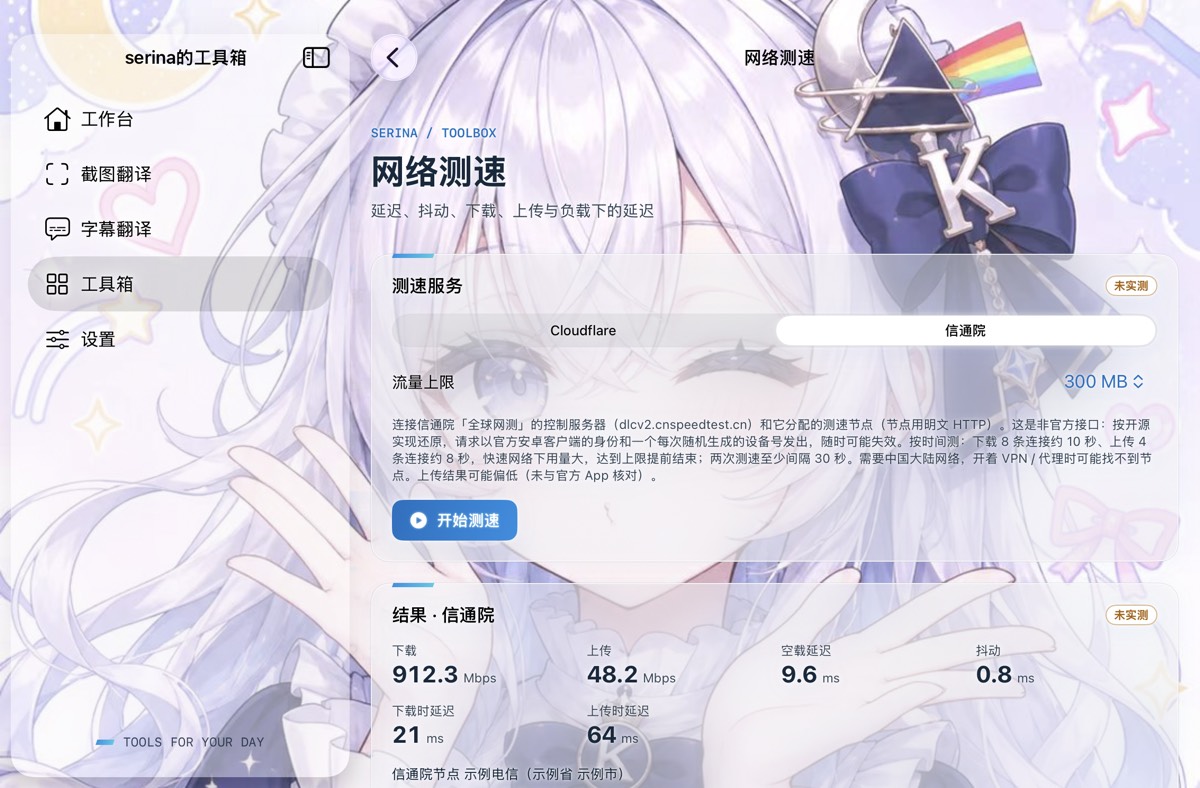 serina的工具箱
网络测速
工作台
截图翻译
字幕翻译
工具箱
设置
TOOLS FOR YOUR DAY
SERINA / TOOLBOX
网络测速
延迟、抖动、下载、上传与负载下的延迟
测速服务
未实测
Cloudflare
信通院
流量上限
300 MB
连接信通院「全球网测」的控制服务器（dlcv2.cnspeedtest.cn）和它分配的测速节点（节点用明文 HTTP）。这是非官方接口：按开源
实现还原，请求以官方安卓客户端的身份和一个每次随机生成的设备号发出，随时可能失效。按时间测：下载 8 条连接约 10 秒、上传 4
条连接约 8 秒，快速网络下用量大，达到上限提前结束；两次测速至少间隔 30 秒。需要中国大陆网络，开着 VPN / 代理时可能找不到节
点。上传结果可能偏低（未与官方 App 核对）。
开始测速
结果 · 信通院
未实测
下载
912.3 Mbps
上传
48.2 Mbps
空载延迟
9.6 ms
抖动
0.8 ms
下载时延迟
21 ms
上传时延迟
64 ms
信通院节点 示例电信（示例省 示例市）
K